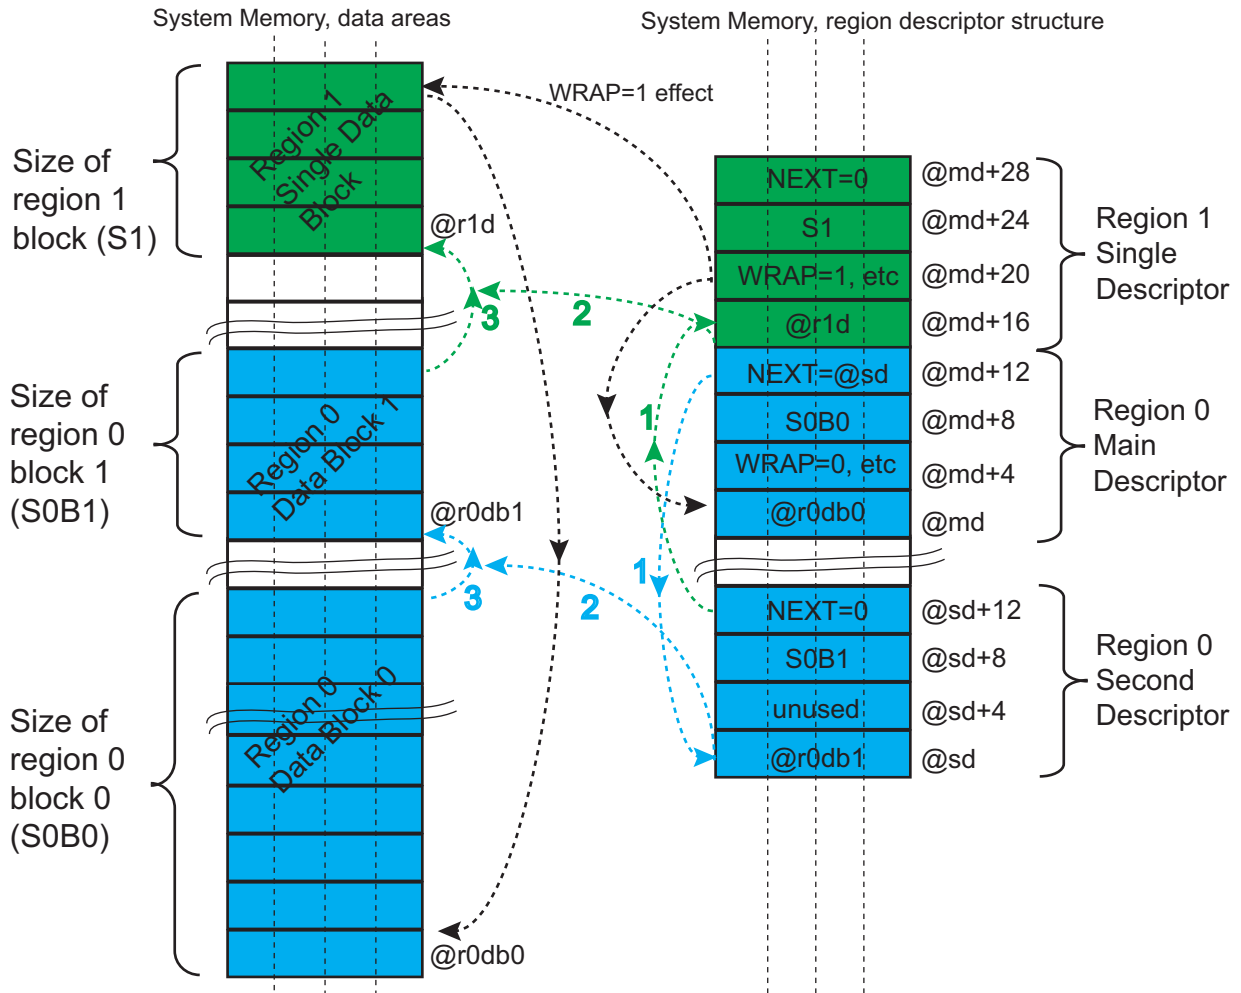 System Memory, data areas
System Memory, region descriptor structure
WRAP=1 effect
Size of
region 1
block (S1)
Region 1
Single Data
Block
@r1d
3
2
Size of
region 0
block 1
(S0B1)
Region 0
Data Block 1
@r0db1
3
2
1
1
Size of
region 0
block 0
(S0B0)
Region 0
Data Block 0
@r0db0
NEXT=0
@md+28
S1
@md+24
WRAP=1, etc
@md+20
@r1d
@md+16
Region 1
Single
Descriptor
NEXT=@sd
@md+12
S0B0
@md+8
WRAP=0, etc
@md+4
@r0db0
@md
Region 0
Main
Descriptor
NEXT=0
@sd+12
S0B1
@sd+8
unused
@sd+4
@r0db1
@sd
Region 0
Second
Descriptor